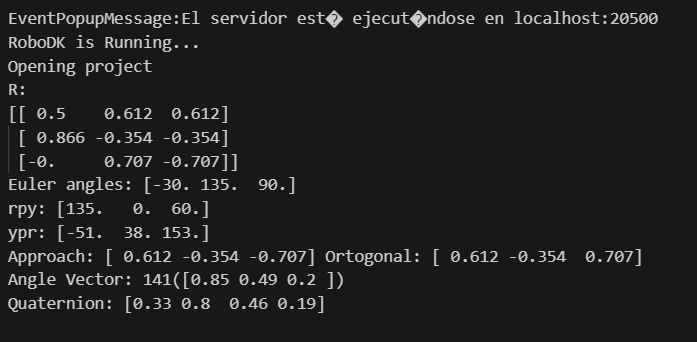 EventPopupMessage:El servidor est� ejecut�ndose en localhost:20500
RoboDK is Running...
Opening project
R:
[[ 0.5    0.612  0.612]
 [ 0.866 -0.354 -0.354]
 [-0.     0.707 -0.707]]
Euler angles: [-30. 135.  90.]
rpy: [135.   0.  60.]
ypr: [-51.  38. 153.]
Approach: [ 0.612 -0.354 -0.707] Ortogonal: [ 0.612 -0.354  0.707]
Angle Vector: 141([0.85 0.49 0.2 ])
Quaternion: [0.33 0.8  0.46 0.19]